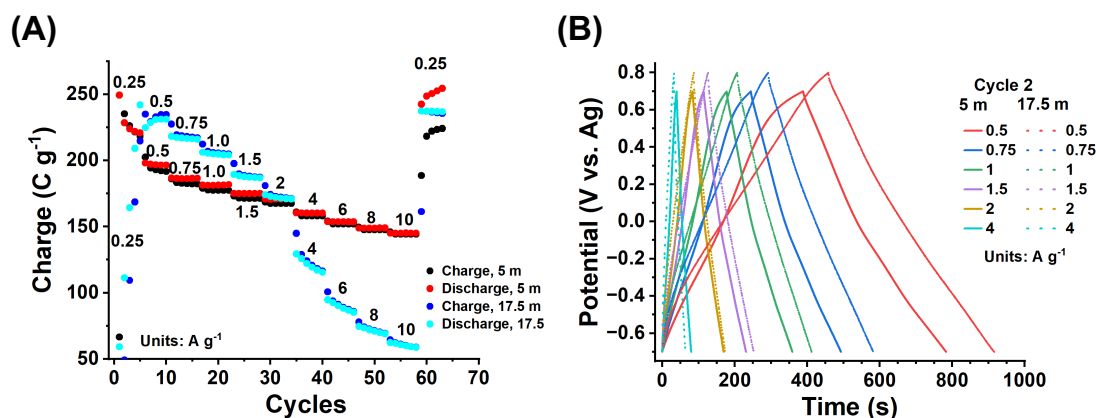 (A)
Charge (C g⁻¹)
250
200
150
100
50
0.25
0.5
0.75
1.0
1.5
2
4
6
8
10
0.25
0.25
0.5
0.75
1.0
1.5
4
6
8
10
Charge, 5 m
Discharge, 5 m
Charge, 17.5 m
Discharge, 17.5
Units: A g⁻¹
0 10 20 30 40 50 60 70
Cycles
(B)
Potential (V vs. Ag)
0.8
0.6
0.4
0.2
0.0
−0.2
−0.4
−0.6
Cycle 2
5 m 17.5 m
0.5 0.5
0.75 0.75
1 1
1.5 1.5
2 2
4 4
Units: A g⁻¹
0 200 400 600 800 1000
Time (s)